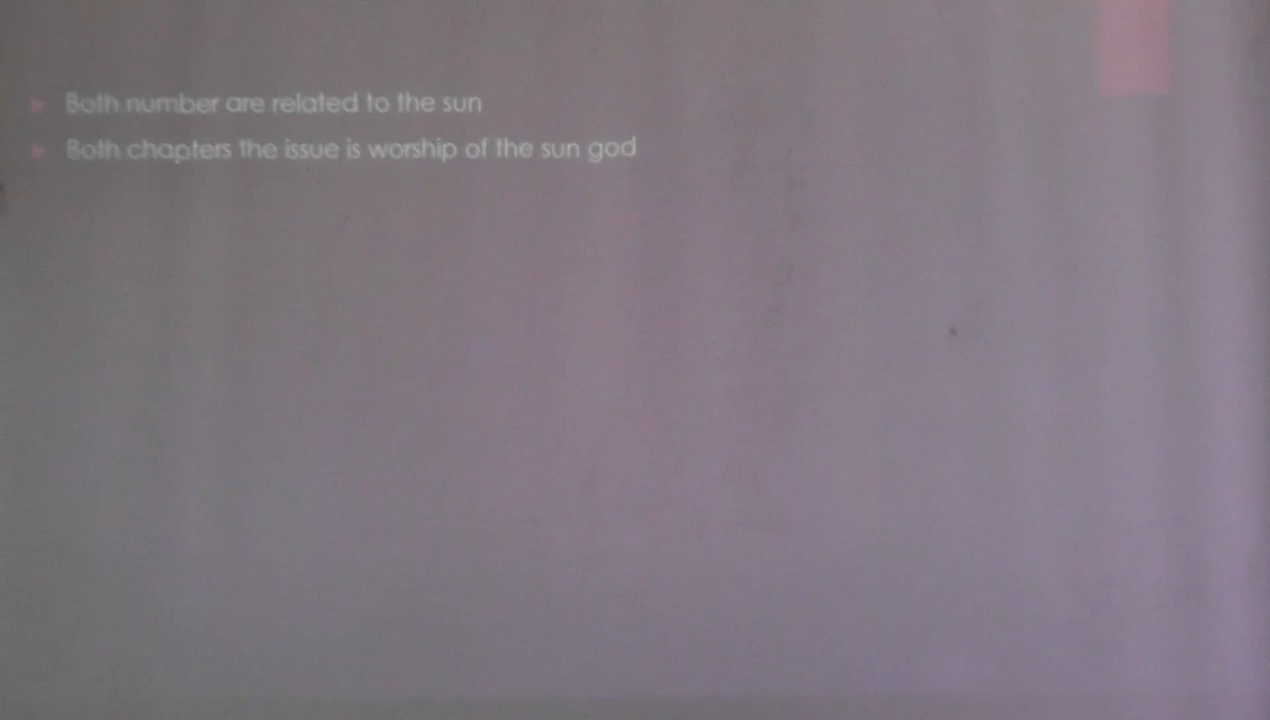 Both number are related to the sun
Both chapters the issue is worship of the sun god